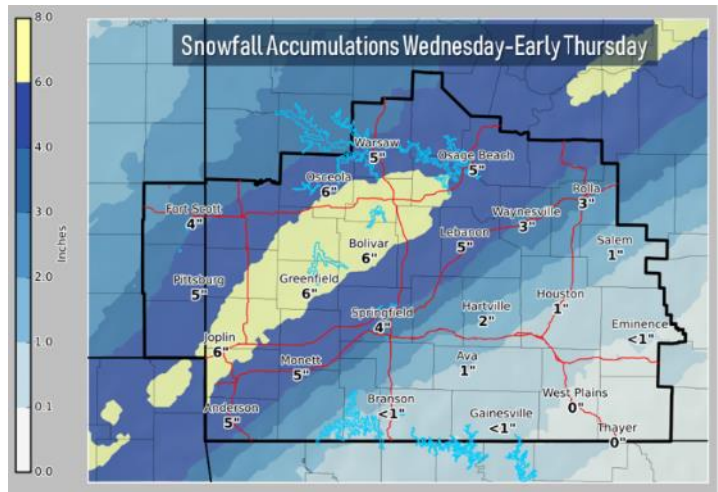 Snowfall Accumulations Wednesday-Early Thursday
8.0
6.0
4.0
3.0
2.0
1.0
0.1
0.0
Inches
Warsaw
5"
Osage Beach
5"
Osceola
6"
Rolla
3"
Fort Scott
4"
Waynesville
3"
Lebanon
5"
Salem
1"
Bolivar
6"
Pittsburg
5"
Greenfield
6"
Springfield
4"
Hartville
2"
Houston
1"
Eminence
<1"
Joplin
6"
Monett
5"
Ava
1"
Anderson
5"
Branson
<1"
Gainesville
<1"
West Plains
0"
Thayer
0"